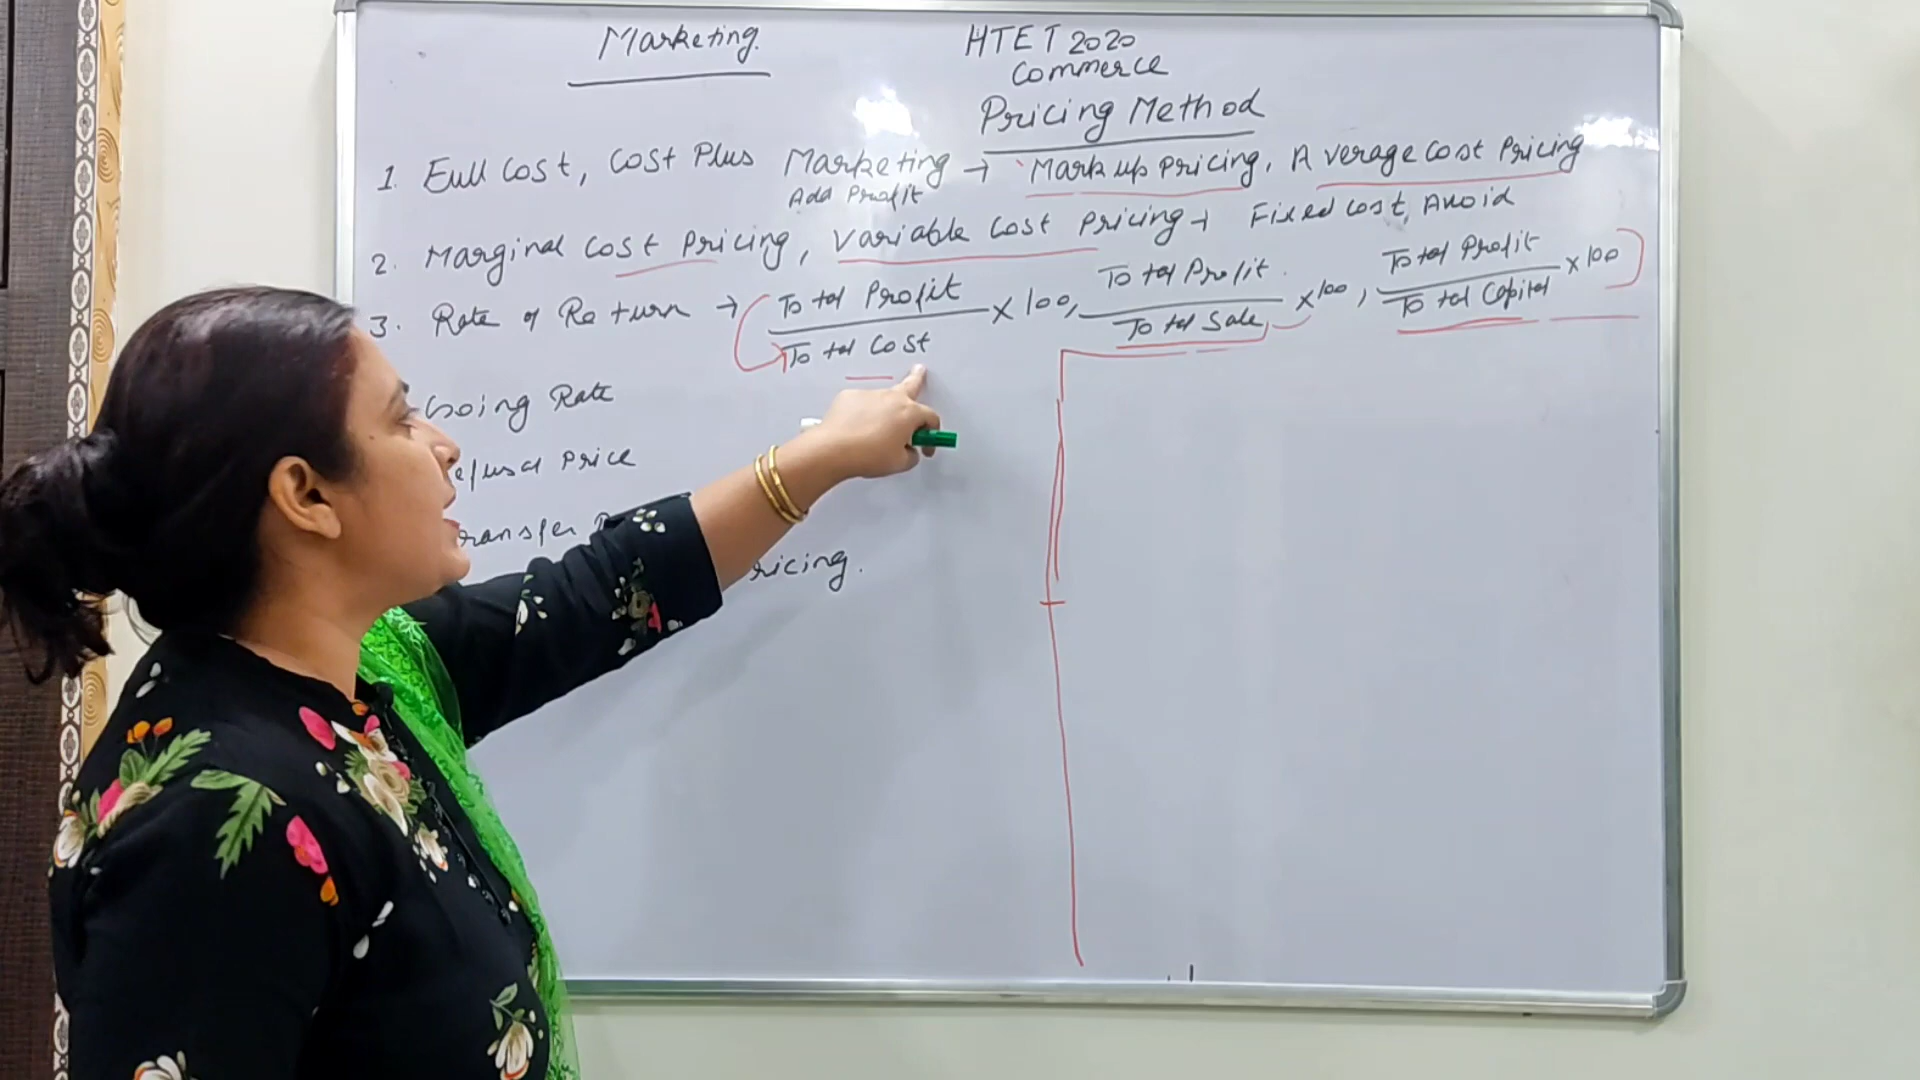 Marketing.
HTET 2020
Commerce
Pricing Method
1. Full Cost, Cost Plus Marketing → Mark up Pricing, Average Cost Pricing
Add Profit
2. Marginal Cost Pricing, Variable Cost Pricing → Fixed Cost, Avoid
3. Rate of Return → Total Profit / Total Cost × 100, Total Profit / Total Sale × 100, Total Profit / Total Capital × 100
Going Rate
efusal Price
ransfer
ricing.